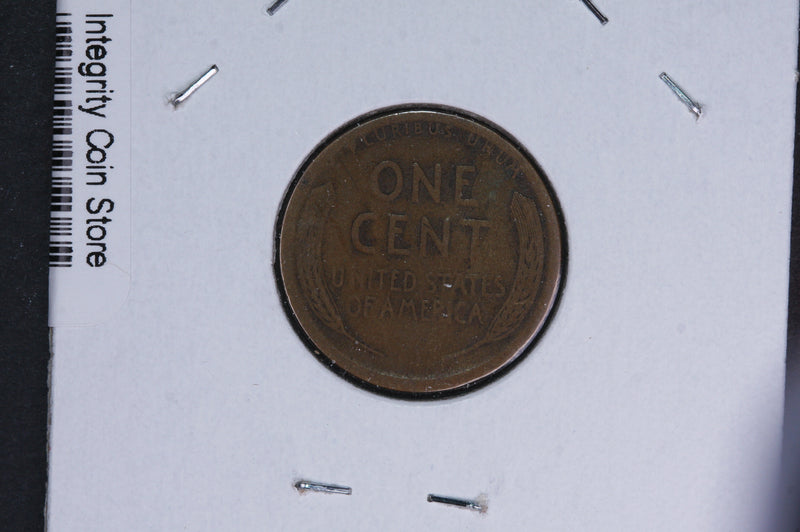 Integrity Coin Store
PLURIBUS · UNUM
ONE
CENT
UNITED STATES
OF AMERICA